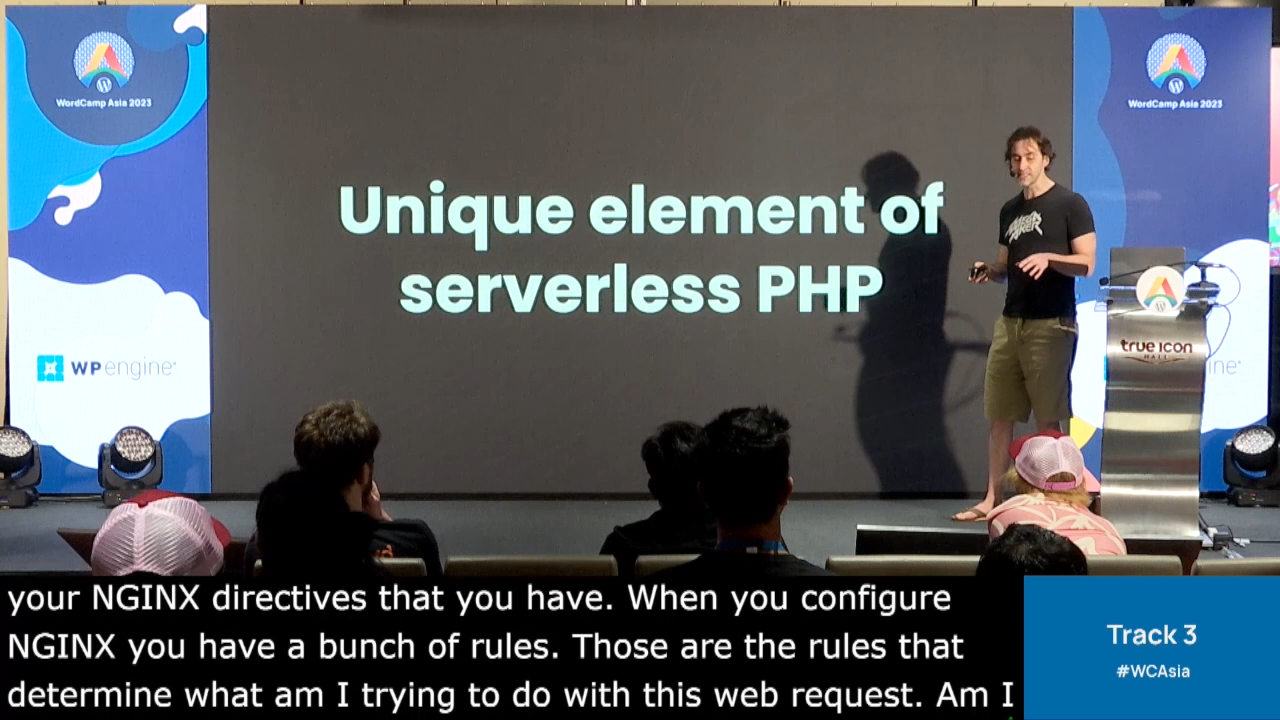 WordCamp Asia 2023
WordCamp Asia 2023
Unique element of
serverless PHP
WP engine
true icon
HALL
ine
your NGINX directives that you have. When you configure
NGINX you have a bunch of rules. Those are the rules that
determine what am I trying to do with this web request. Am I
Track 3
#WCAsia